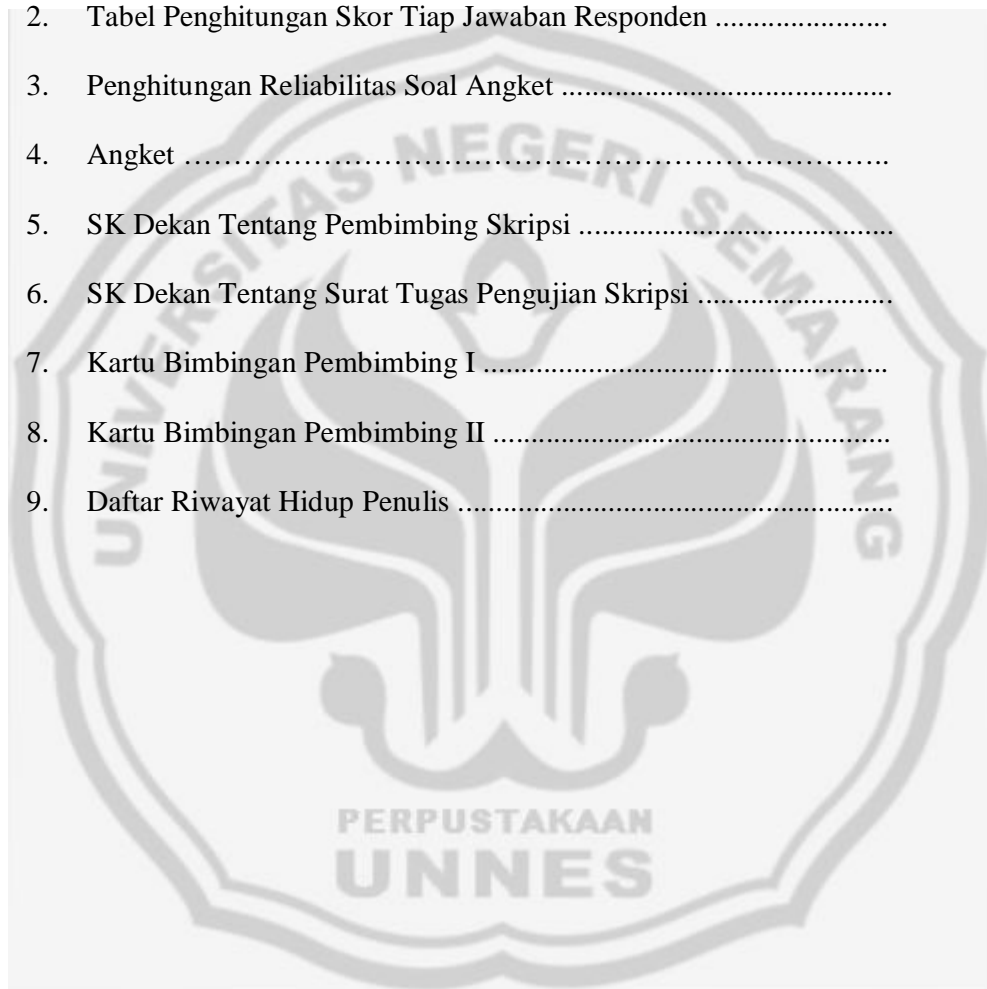 2. Tabel Penghitungan Skor Tiap Jawaban Responden ......................
3. Penghitungan Reliabilitas Soal Angket ...........................................
4. Angket ………………………………………………………………..
5. SK Dekan Tentang Pembimbing Skripsi .........................................
6. SK Dekan Tentang Surat Tugas Pengujian Skripsi .........................
7. Kartu Bimbingan Pembimbing I .....................................................
8. Kartu Bimbingan Pembimbing II ....................................................
9. Daftar Riwayat Hidup Penulis .........................................................
UNIVERSITAS NEGERI SEMARANG
PERPUSTAKAAN
UNNES